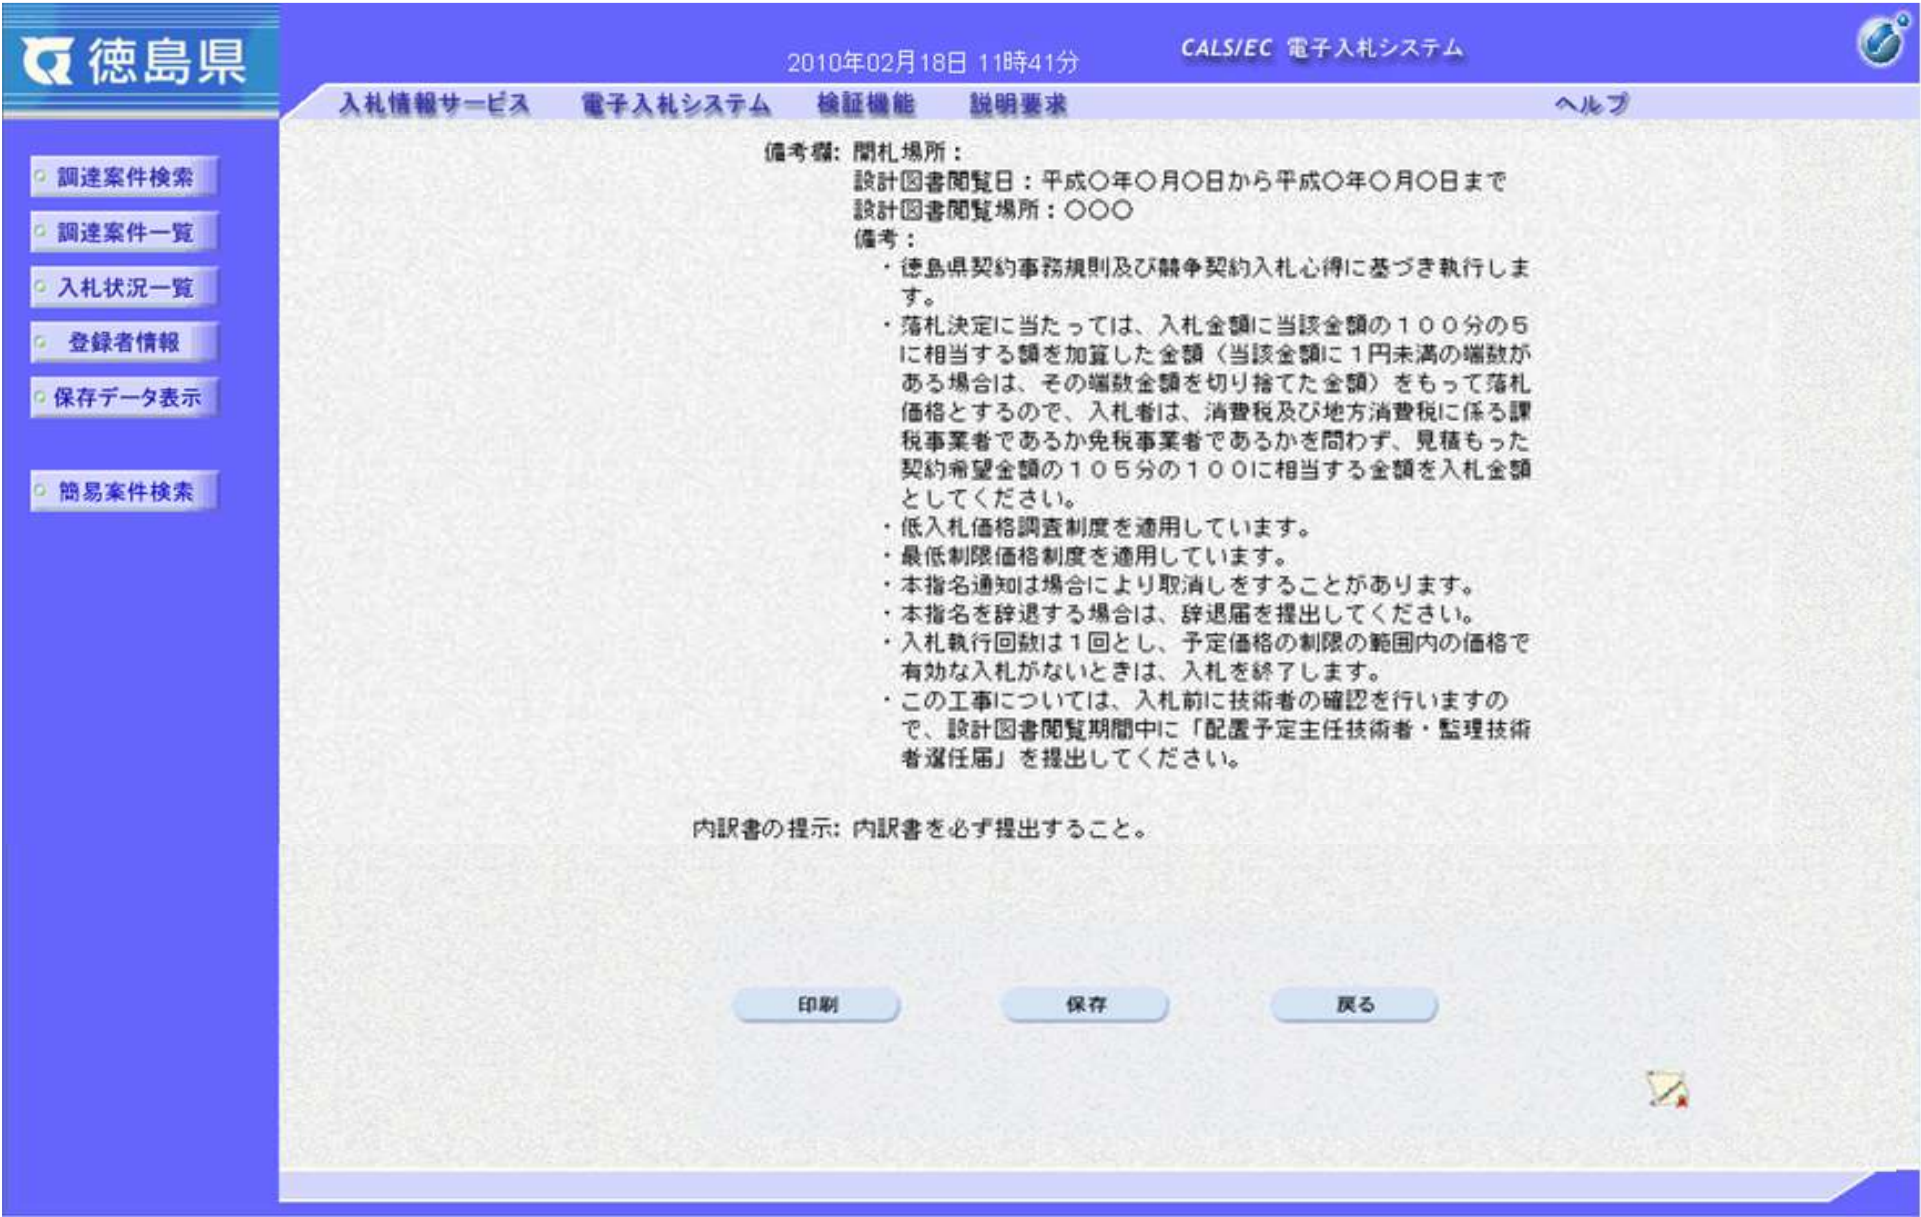 徳島県
2010年02月18日 11時41分
CALS/EC 電子入札システム
入札情報サービス
電子入札システム
検証機能
説明要求
ヘルプ
調達案件検索
調達案件一覧
入札状況一覧
登録者情報
保存データ表示
簡易案件検索
備考欄: 開札場所：
設計図書閲覧日：平成○年○月○日から平成○年○月○日まで
設計図書閲覧場所：○○○
備考：
・徳島県契約事務規則及び競争契約入札心得に基づき執行しま
す。
・落札決定に当たっては、入札金額に当該金額の１００分の５
に相当する額を加算した金額（当該金額に１円未満の端数が
ある場合は、その端数金額を切り捨てた金額）をもって落札
価格とするので、入札者は、消費税及び地方消費税に係る課
税事業者であるか免税事業者であるかを問わず、見積もった
契約希望金額の１０５分の１００に相当する金額を入札金額
としてください。
・低入札価格調査制度を適用しています。
・最低制限価格制度を適用しています。
・本指名通知は場合により取消しをすることがあります。
・本指名を辞退する場合は、辞退届を提出してください。
・入札執行回数は１回とし、予定価格の制限の範囲内の価格で
有効な入札がないときは、入札を終了します。
・この工事については、入札前に技術者の確認を行いますの
で、設計図書閲覧期間中に「配置予定主任技術者・監理技術
者選任届」を提出してください。
内訳書の提示: 内訳書を必ず提出すること。
印刷
保存
戻る